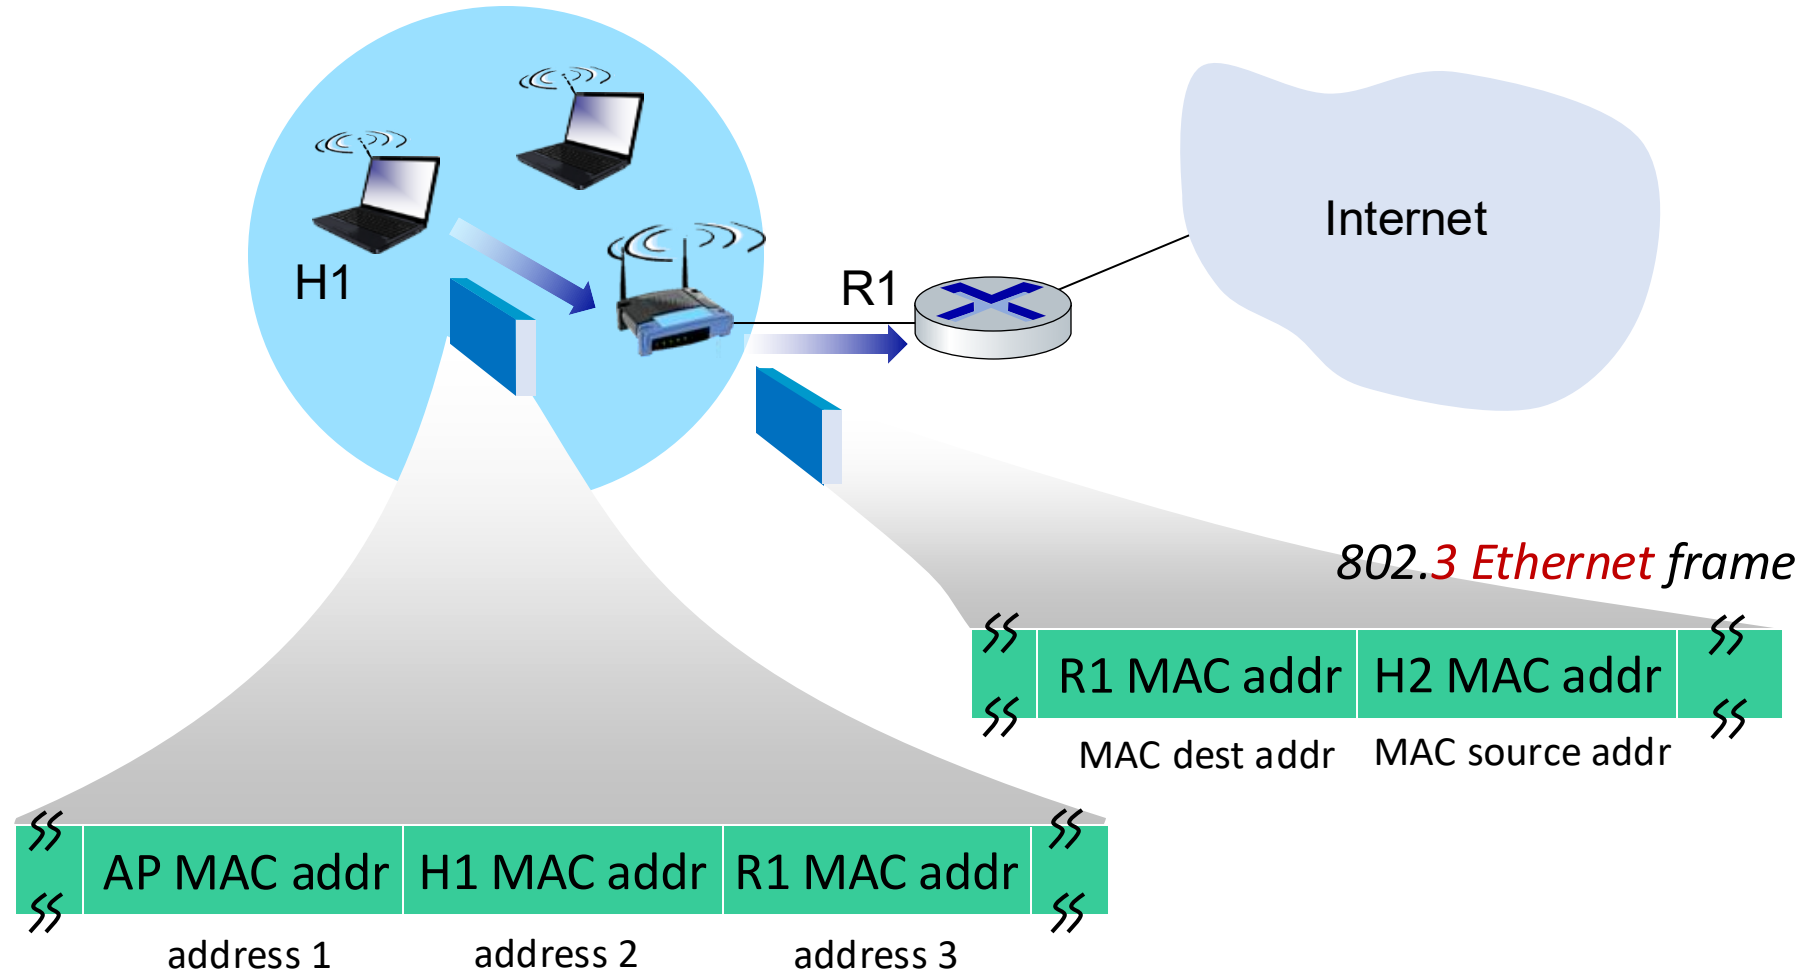 Internet
H1
R1
802.3 Ethernet frame
R1 MAC addr
H2 MAC addr
MAC dest addr
MAC source addr
AP MAC addr
H1 MAC addr
R1 MAC addr
address 1
address 2
address 3